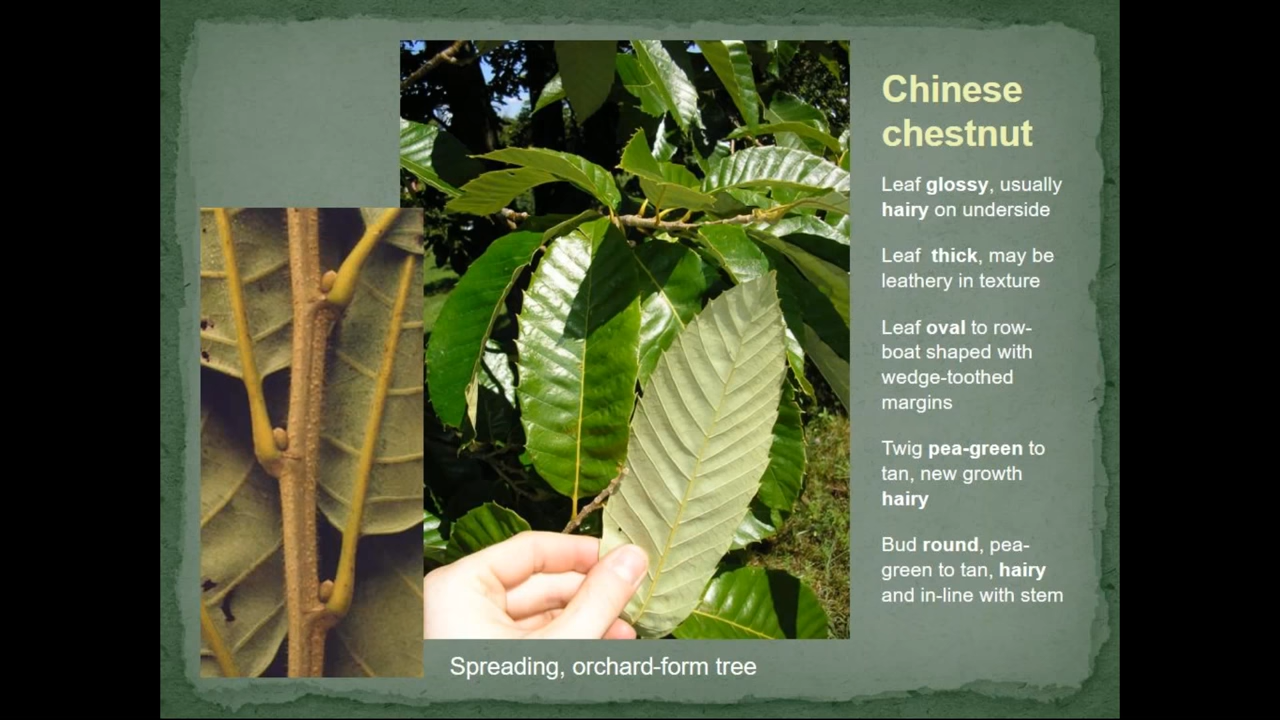 Chinese
chestnut
Leaf glossy, usually
hairy on underside
Leaf thick, may be
leathery in texture
Leaf oval to row-
boat shaped with
wedge-toothed
margins
Twig pea-green to
tan, new growth
hairy
Bud round, pea-
green to tan, hairy
and in-line with stem
Spreading, orchard-form tree